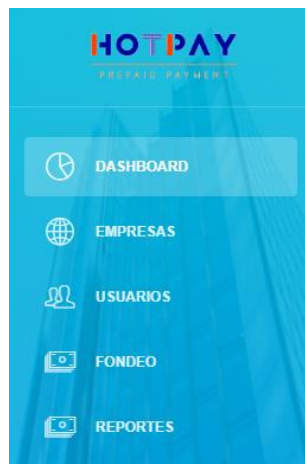 HOTPAY
PREPAID PAYMENT
DASHBOARD
EMPRESAS
USUARIOS
FONDEO
REPORTES